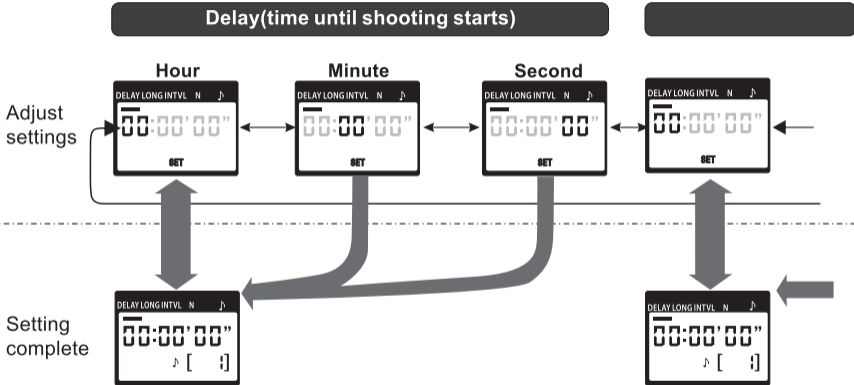 Delay(time until shooting starts)
Hour
Minute
Second
Adjust settings
DELAY LONG INTVL N ♪
00:00'00"
SET
DELAY LONG INTVL N ♪
00:00'00"
SET
DELAY LONG INTVL N ♪
00:00'00"
SET
DELAY LONG INTVL N ♪
00:00'00"
SET
Setting complete
DELAY LONG INTVL N ♪
00:00'00"
♪ [ 1]
DELAY LONG INTVL N ♪
00:00'00"
♪ [ 1]